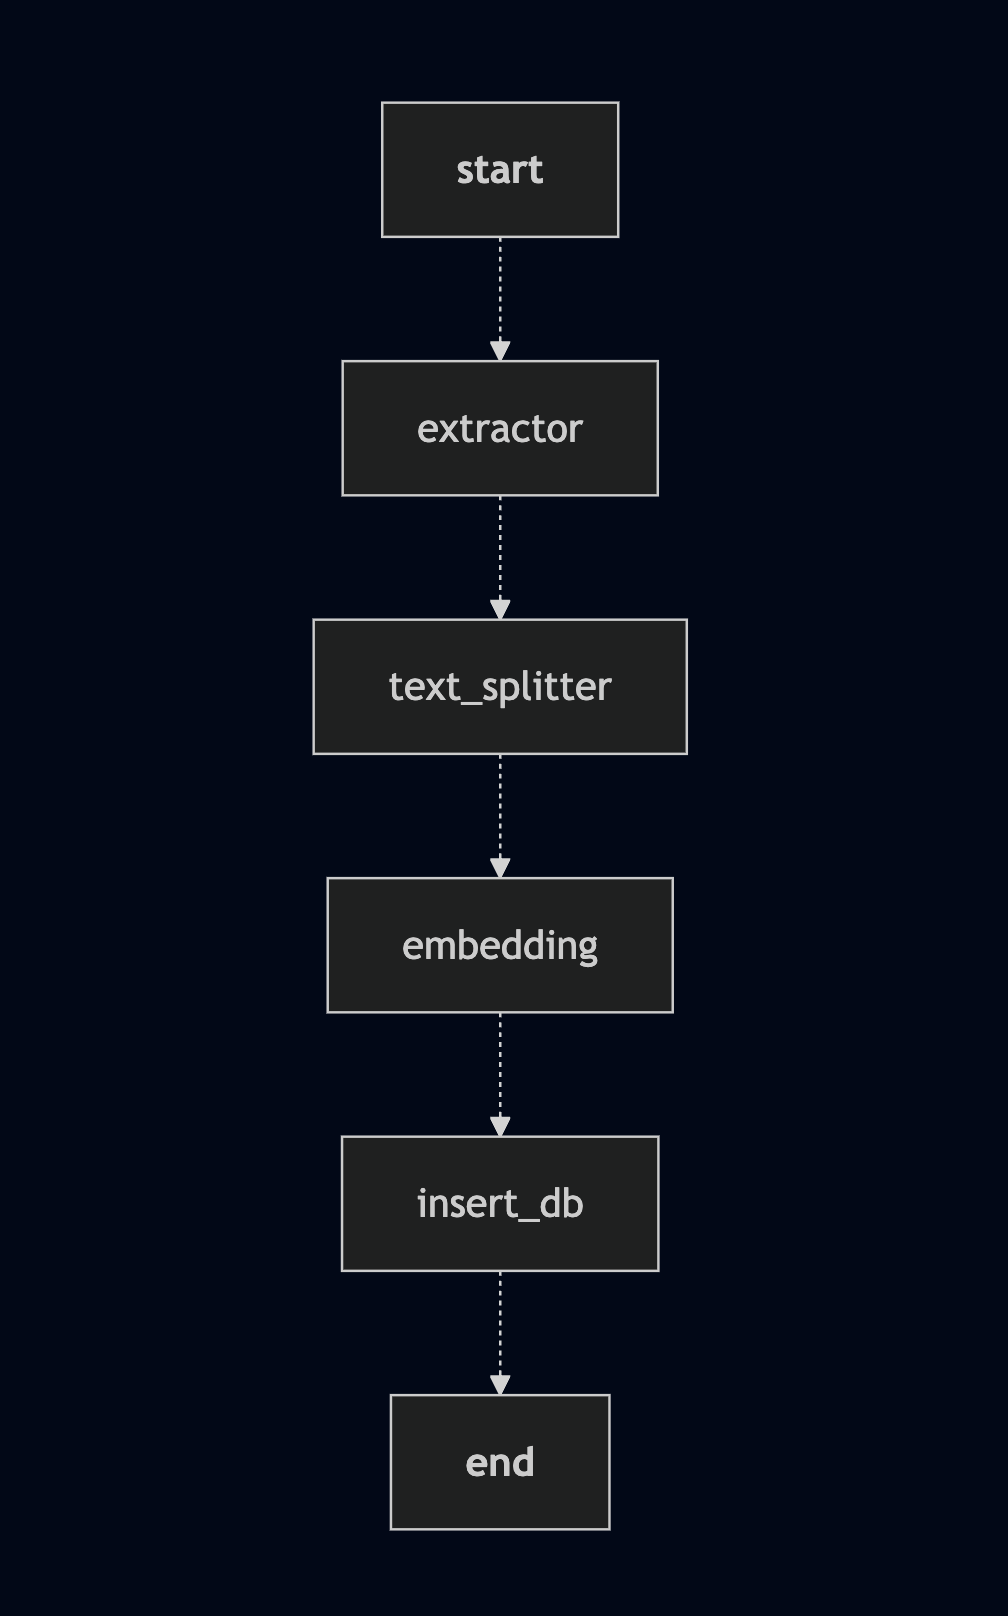 start
extractor
text_splitter
embedding
insert_db
end